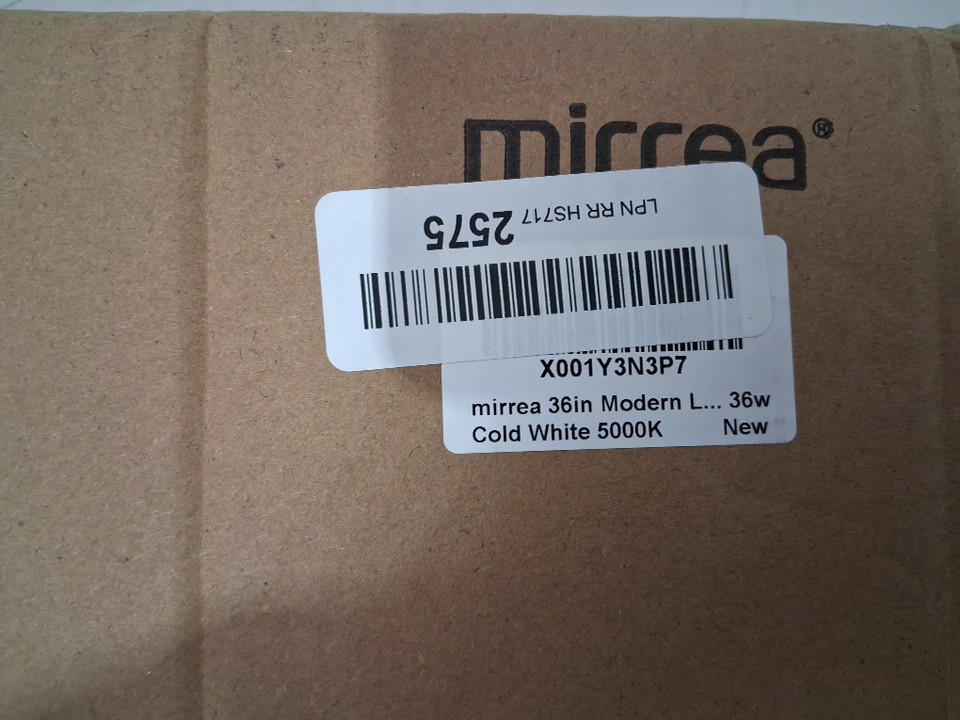 mirrea®
LPN RR HS717 2575
X001Y3N3P7
mirrea 36in Modern L... 36w
Cold White 5000K New